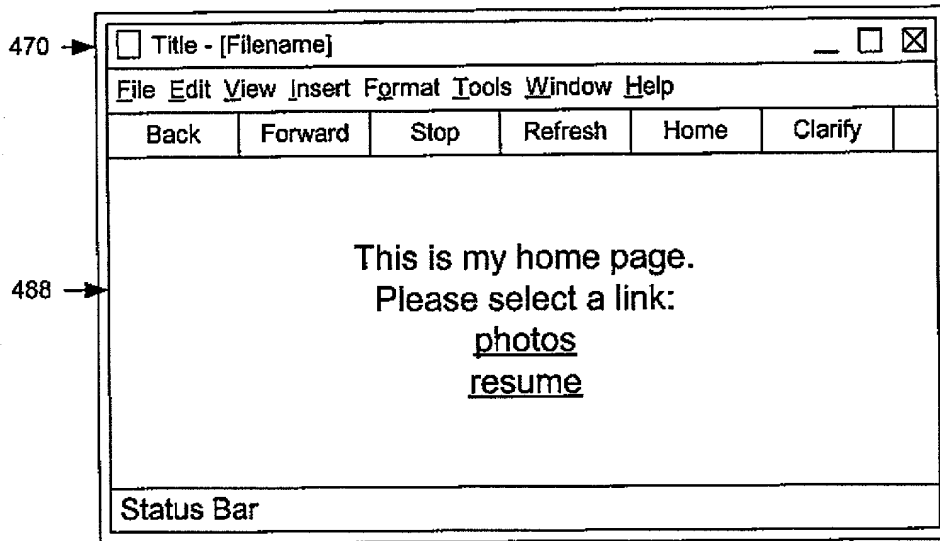 470
Title - [Filename]
File Edit View Insert Format Tools Window Help
Back Forward Stop Refresh Home Clarify
This is my home page.
488
Please select a link:
photos
resume
Status Bar